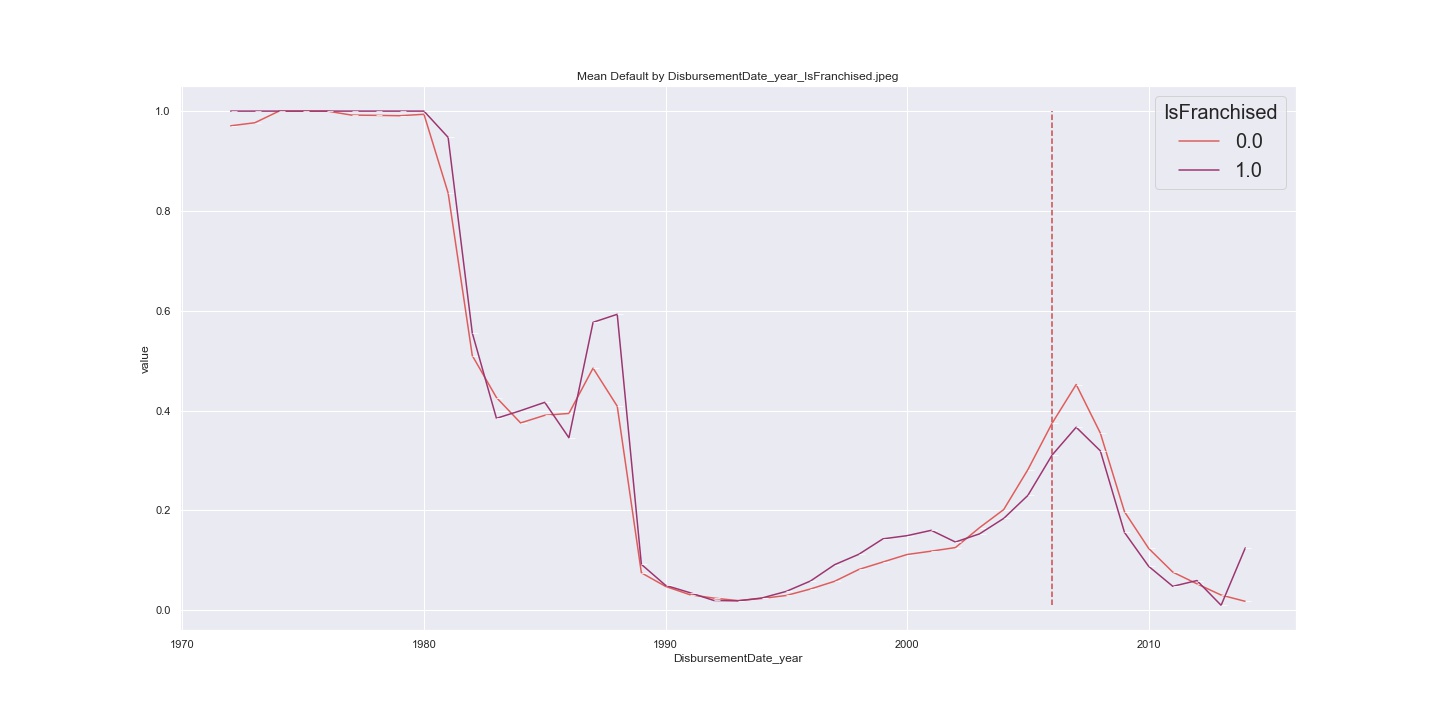 Mean Default by DisbursementDate_year_IsFranchised.jpeg
IsFranchised
0.0
1.0
value
1.0
0.8
0.6
0.4
0.2
0.0
1970 1980 1990 2000 2010
DisbursementDate_year